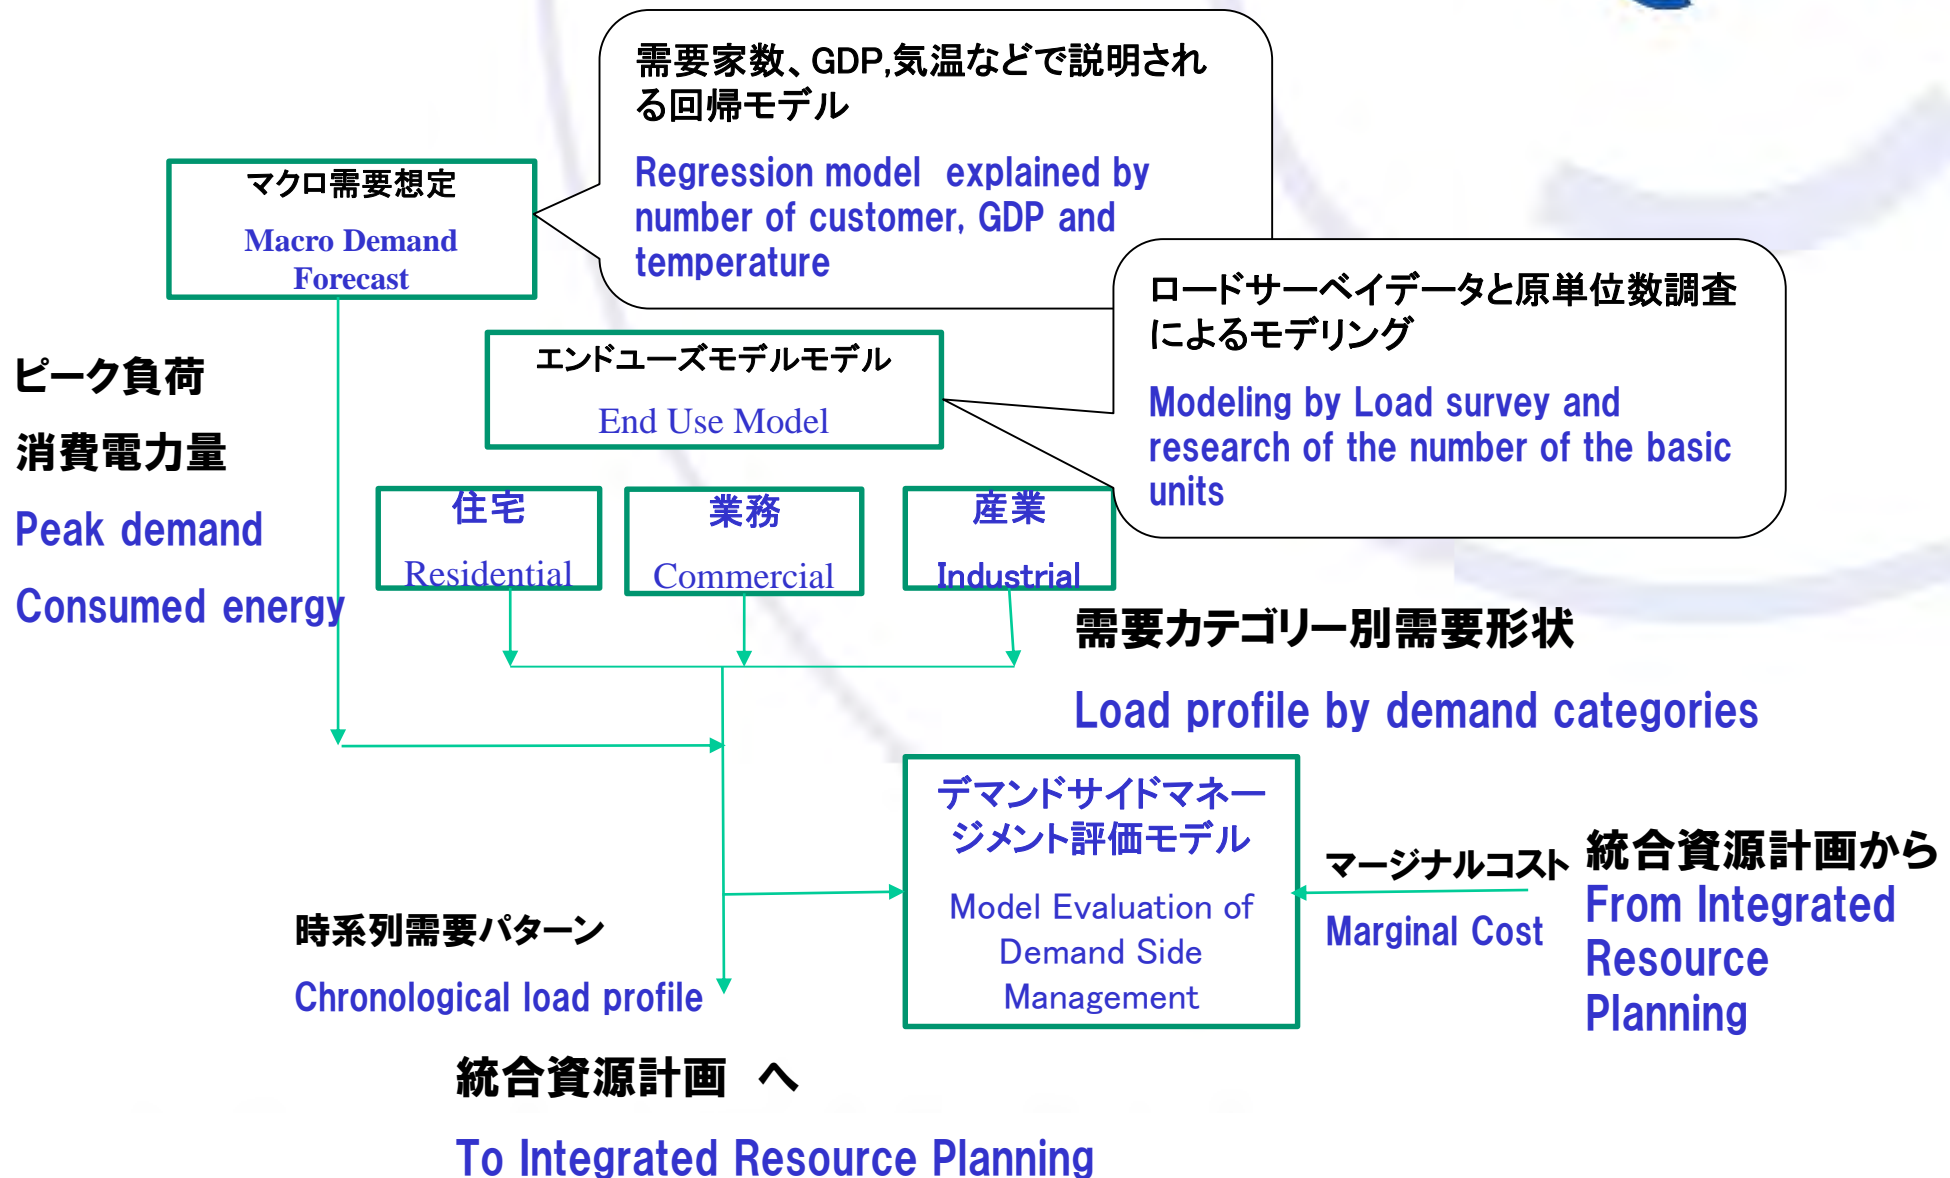 需要家数、GDP,気温などで説明され
る回帰モデル
Regression model explained by
number of customer, GDP and
temperature
マクロ需要想定
Macro Demand
Forecast
ロードサーベイデータと原単位数調査
によるモデリング
Modeling by Load survey and
research of the number of the basic
units
エンドユーズモデルモデル
End Use Model
ピーク負荷
消費電力量
Peak demand
Consumed energy
住宅
Residential
業務
Commercial
産業
Industrial
需要カテゴリー別需要形状
Load profile by demand categories
デマンドサイドマネー
ジメント評価モデル
Model Evaluation of
Demand Side
Management
マージナルコスト
Marginal Cost
統合資源計画から
From Integrated
Resource
Planning
時系列需要パターン
Chronological load profile
統合資源計画 へ
To Integrated Resource Planning